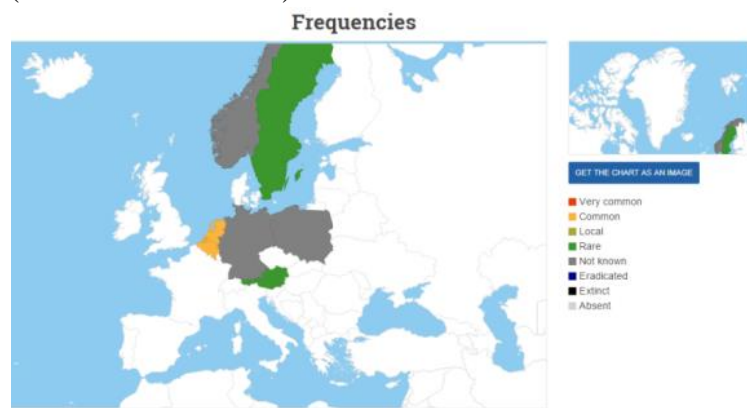 Frequencies
GET THE CHART AS AN IMAGE
Very common
Common
Local
Rare
Not known
Eradicated
Extinct
Absent